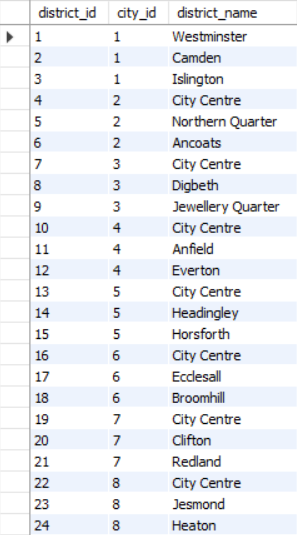 district_id city_id district_name
1 1 Westminster
2 1 Camden
3 1 Islington
4 2 City Centre
5 2 Northern Quarter
6 2 Ancoats
7 3 City Centre
8 3 Digbeth
9 3 Jewellery Quarter
10 4 City Centre
11 4 Anfield
12 4 Everton
13 5 City Centre
14 5 Headingley
15 5 Horsforth
16 6 City Centre
17 6 Ecclesall
18 6 Broomhill
19 7 City Centre
20 7 Clifton
21 7 Redland
22 8 City Centre
23 8 Jesmond
24 8 Heaton